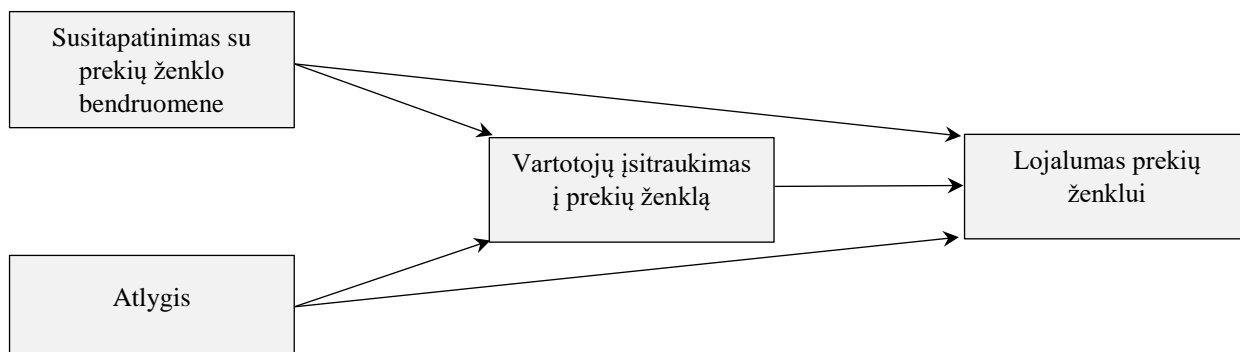 Susitapatinimas su
prekių ženklo
bendruomene
Vartotojų įsitraukimas
į prekių ženklą
Lojalumas prekių
ženklui
Atlygis